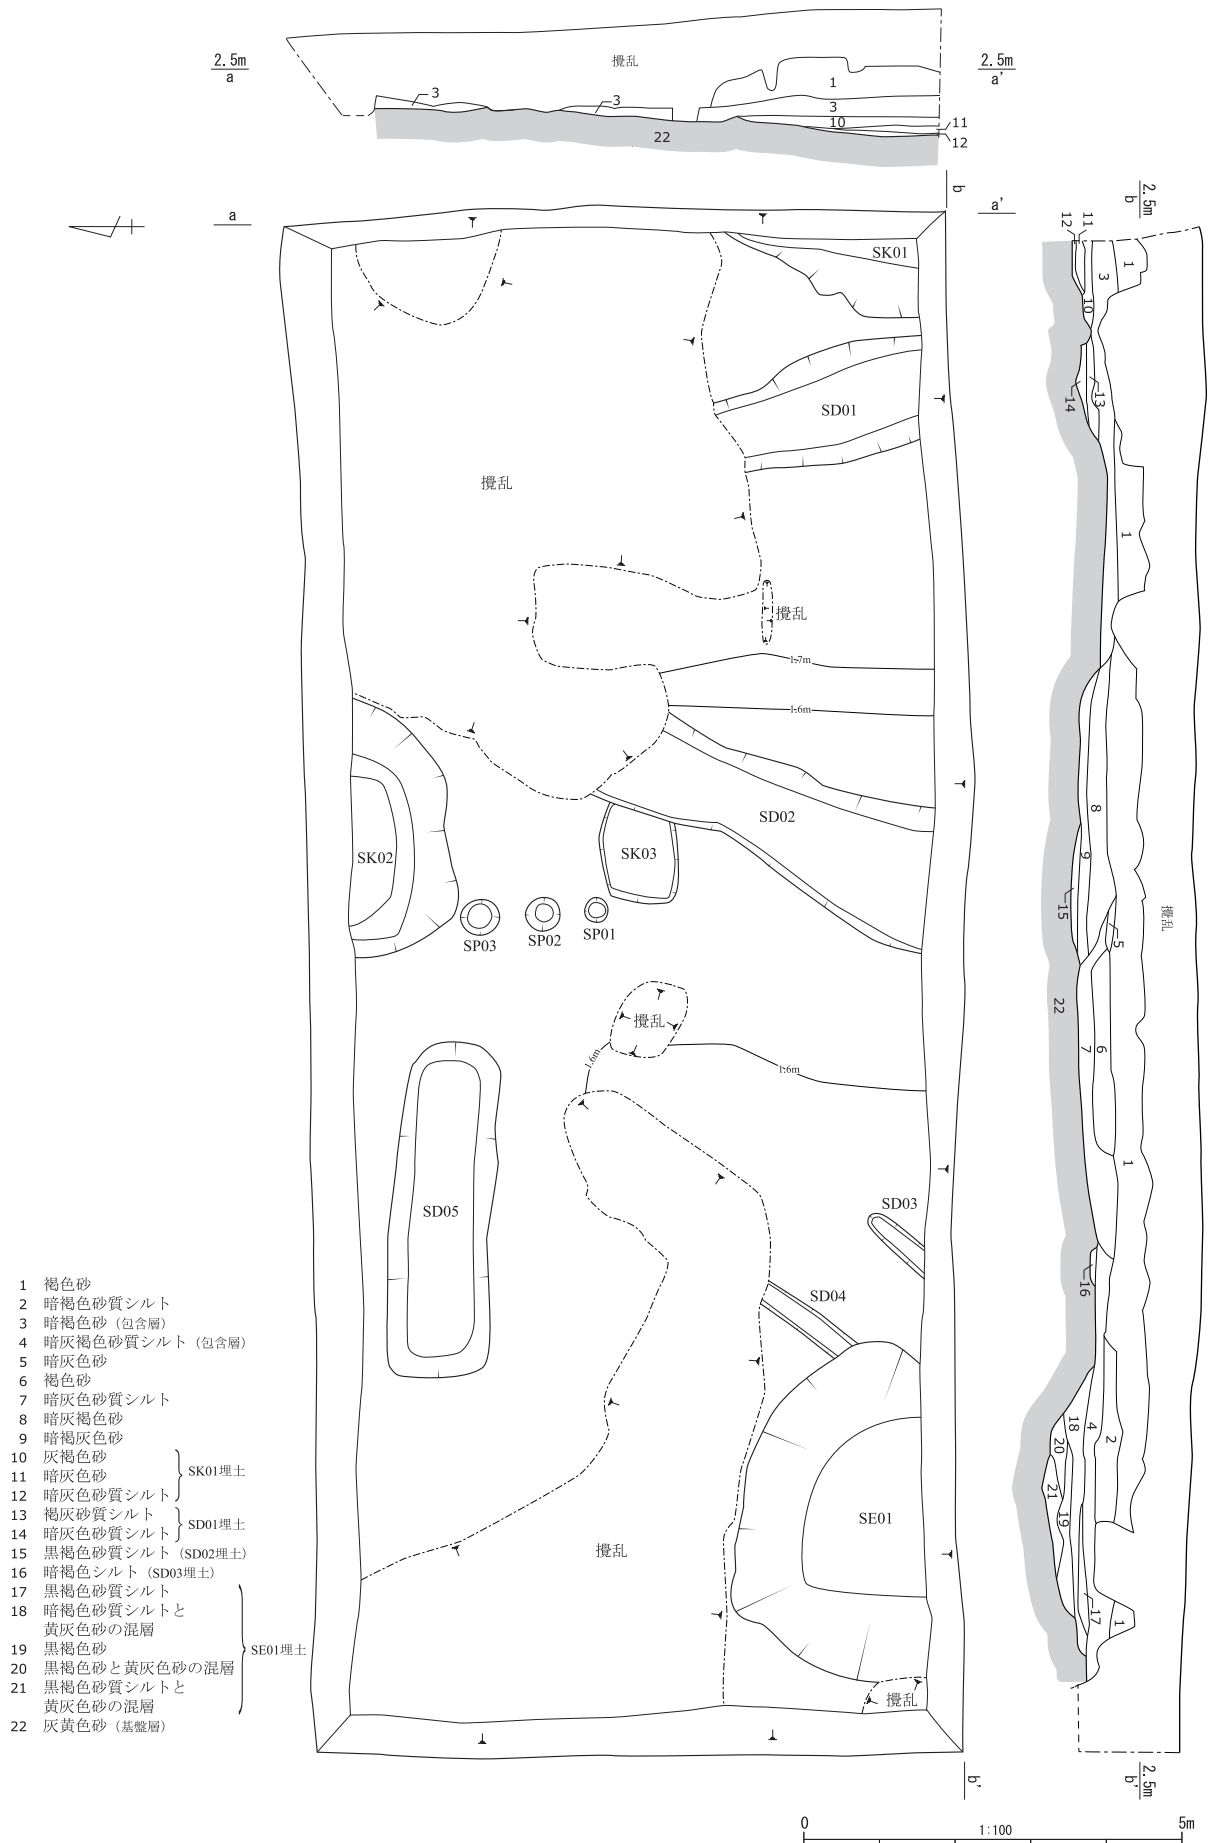 2.5m
a
攪乱
2.5m
a'
1
3
3
3
10
11
12
22
b
a
a'
2.5m
b
SK01
12
11
1
3
10
14
13
SD01
攪乱
1
攪乱
1.7m
1.6m
8
SD02
SK02
SK03
9
15
攪乱
5
SP03
SP02
SP01
22
攪乱
7
6
1.6m
1.6m
1
SD05
SD03
16
SD04
18
4
2
20
21
19
SE01
攪乱
17
1
攪乱
b'
2.5m
b'
1 褐色砂
2 暗褐色砂質シルト
3 暗褐色砂（包含層）
4 暗灰褐色砂質シルト（包含層）
5 暗灰色砂
6 褐色砂
7 暗灰色砂質シルト
8 暗灰褐色砂
9 暗褐灰色砂
10 灰褐色砂
11 暗灰色砂 SK01埋土
12 暗灰色砂質シルト
13 褐灰砂質シルト
SD01埋土
14 暗灰色砂質シルト
15 黒褐色砂質シルト（SD02埋土）
16 暗褐色シルト（SD03埋土）
17 黒褐色砂質シルト
18 暗褐色砂質シルトと
黄灰色砂の混層
19 黒褐色砂 SE01埋土
20 黒褐色砂と黄灰色砂の混層
21 黒褐色砂質シルトと
黄灰色砂の混層
22 灰黄色砂（基盤層）
0 1:100 5m